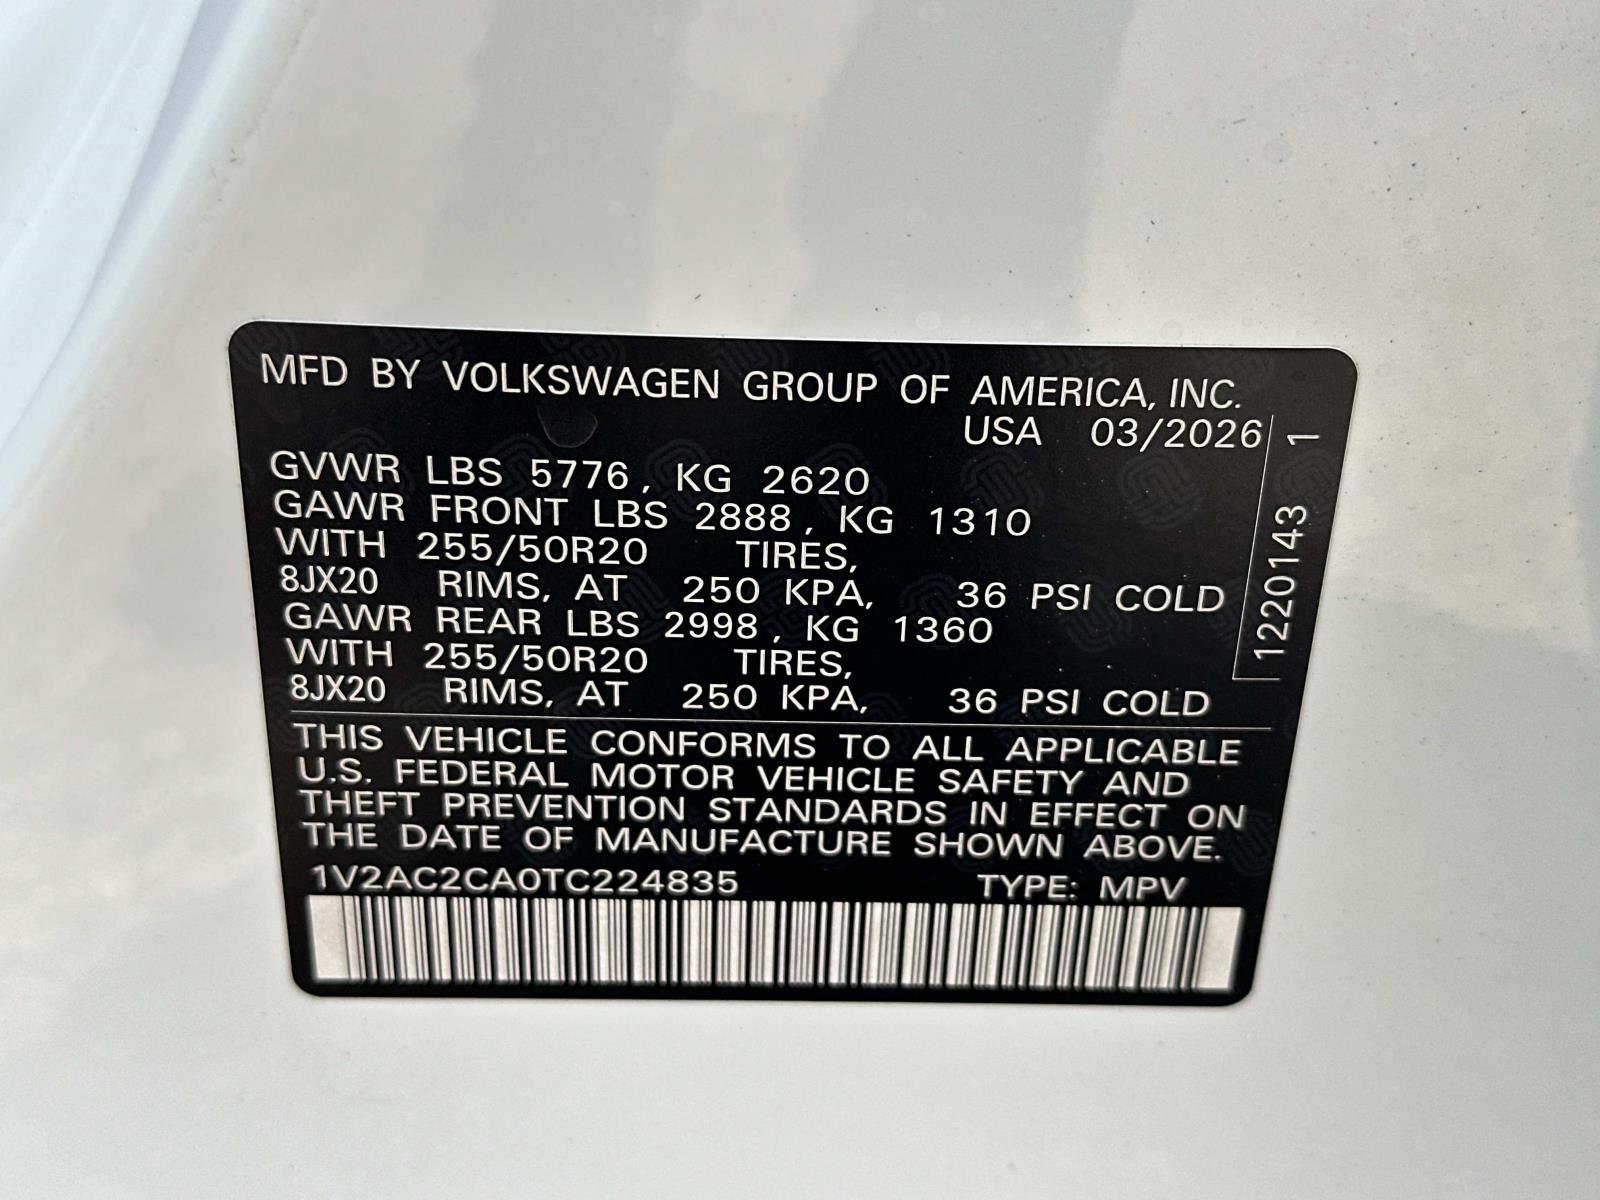 MFD BY VOLKSWAGEN GROUP OF AMERICA, INC.
USA 03/2026
GVWR LBS 5776, KG 2620
GAWR FRONT LBS 2888, KG 1310
WITH 255/50R20 TIRES,
8JX20 RIMS, AT 250 KPA, 36 PSI COLD
GAWR REAR LBS 2998, KG 1360
WITH 255/50R20 TIRES,
8JX20 RIMS, AT 250 KPA, 36 PSI COLD
THIS VEHICLE CONFORMS TO ALL APPLICABLE
U.S. FEDERAL MOTOR VEHICLE SAFETY AND
THEFT PREVENTION STANDARDS IN EFFECT ON
THE DATE OF MANUFACTURE SHOWN ABOVE.
1V2AC2CA0TC224835 TYPE: MPV
1220143 1